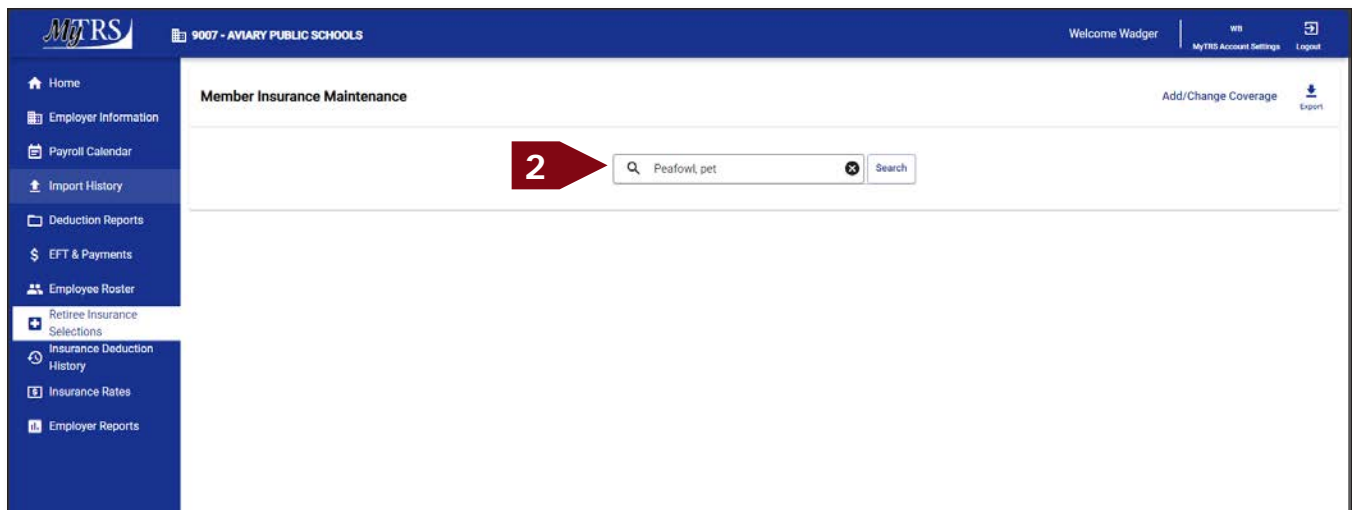 MyTRS
9007 - AVIARY PUBLIC SCHOOLS
Welcome Wadger
WB
MyTRS Account Settings
Logout
Home
Employer Information
Payroll Calendar
Import History
Deduction Reports
EFT & Payments
Employee Roster
Retiree Insurance
Selections
Insurance Deduction
History
Insurance Rates
Employer Reports
Member Insurance Maintenance
Add/Change Coverage
Export
2
Peafowl, pet
Search